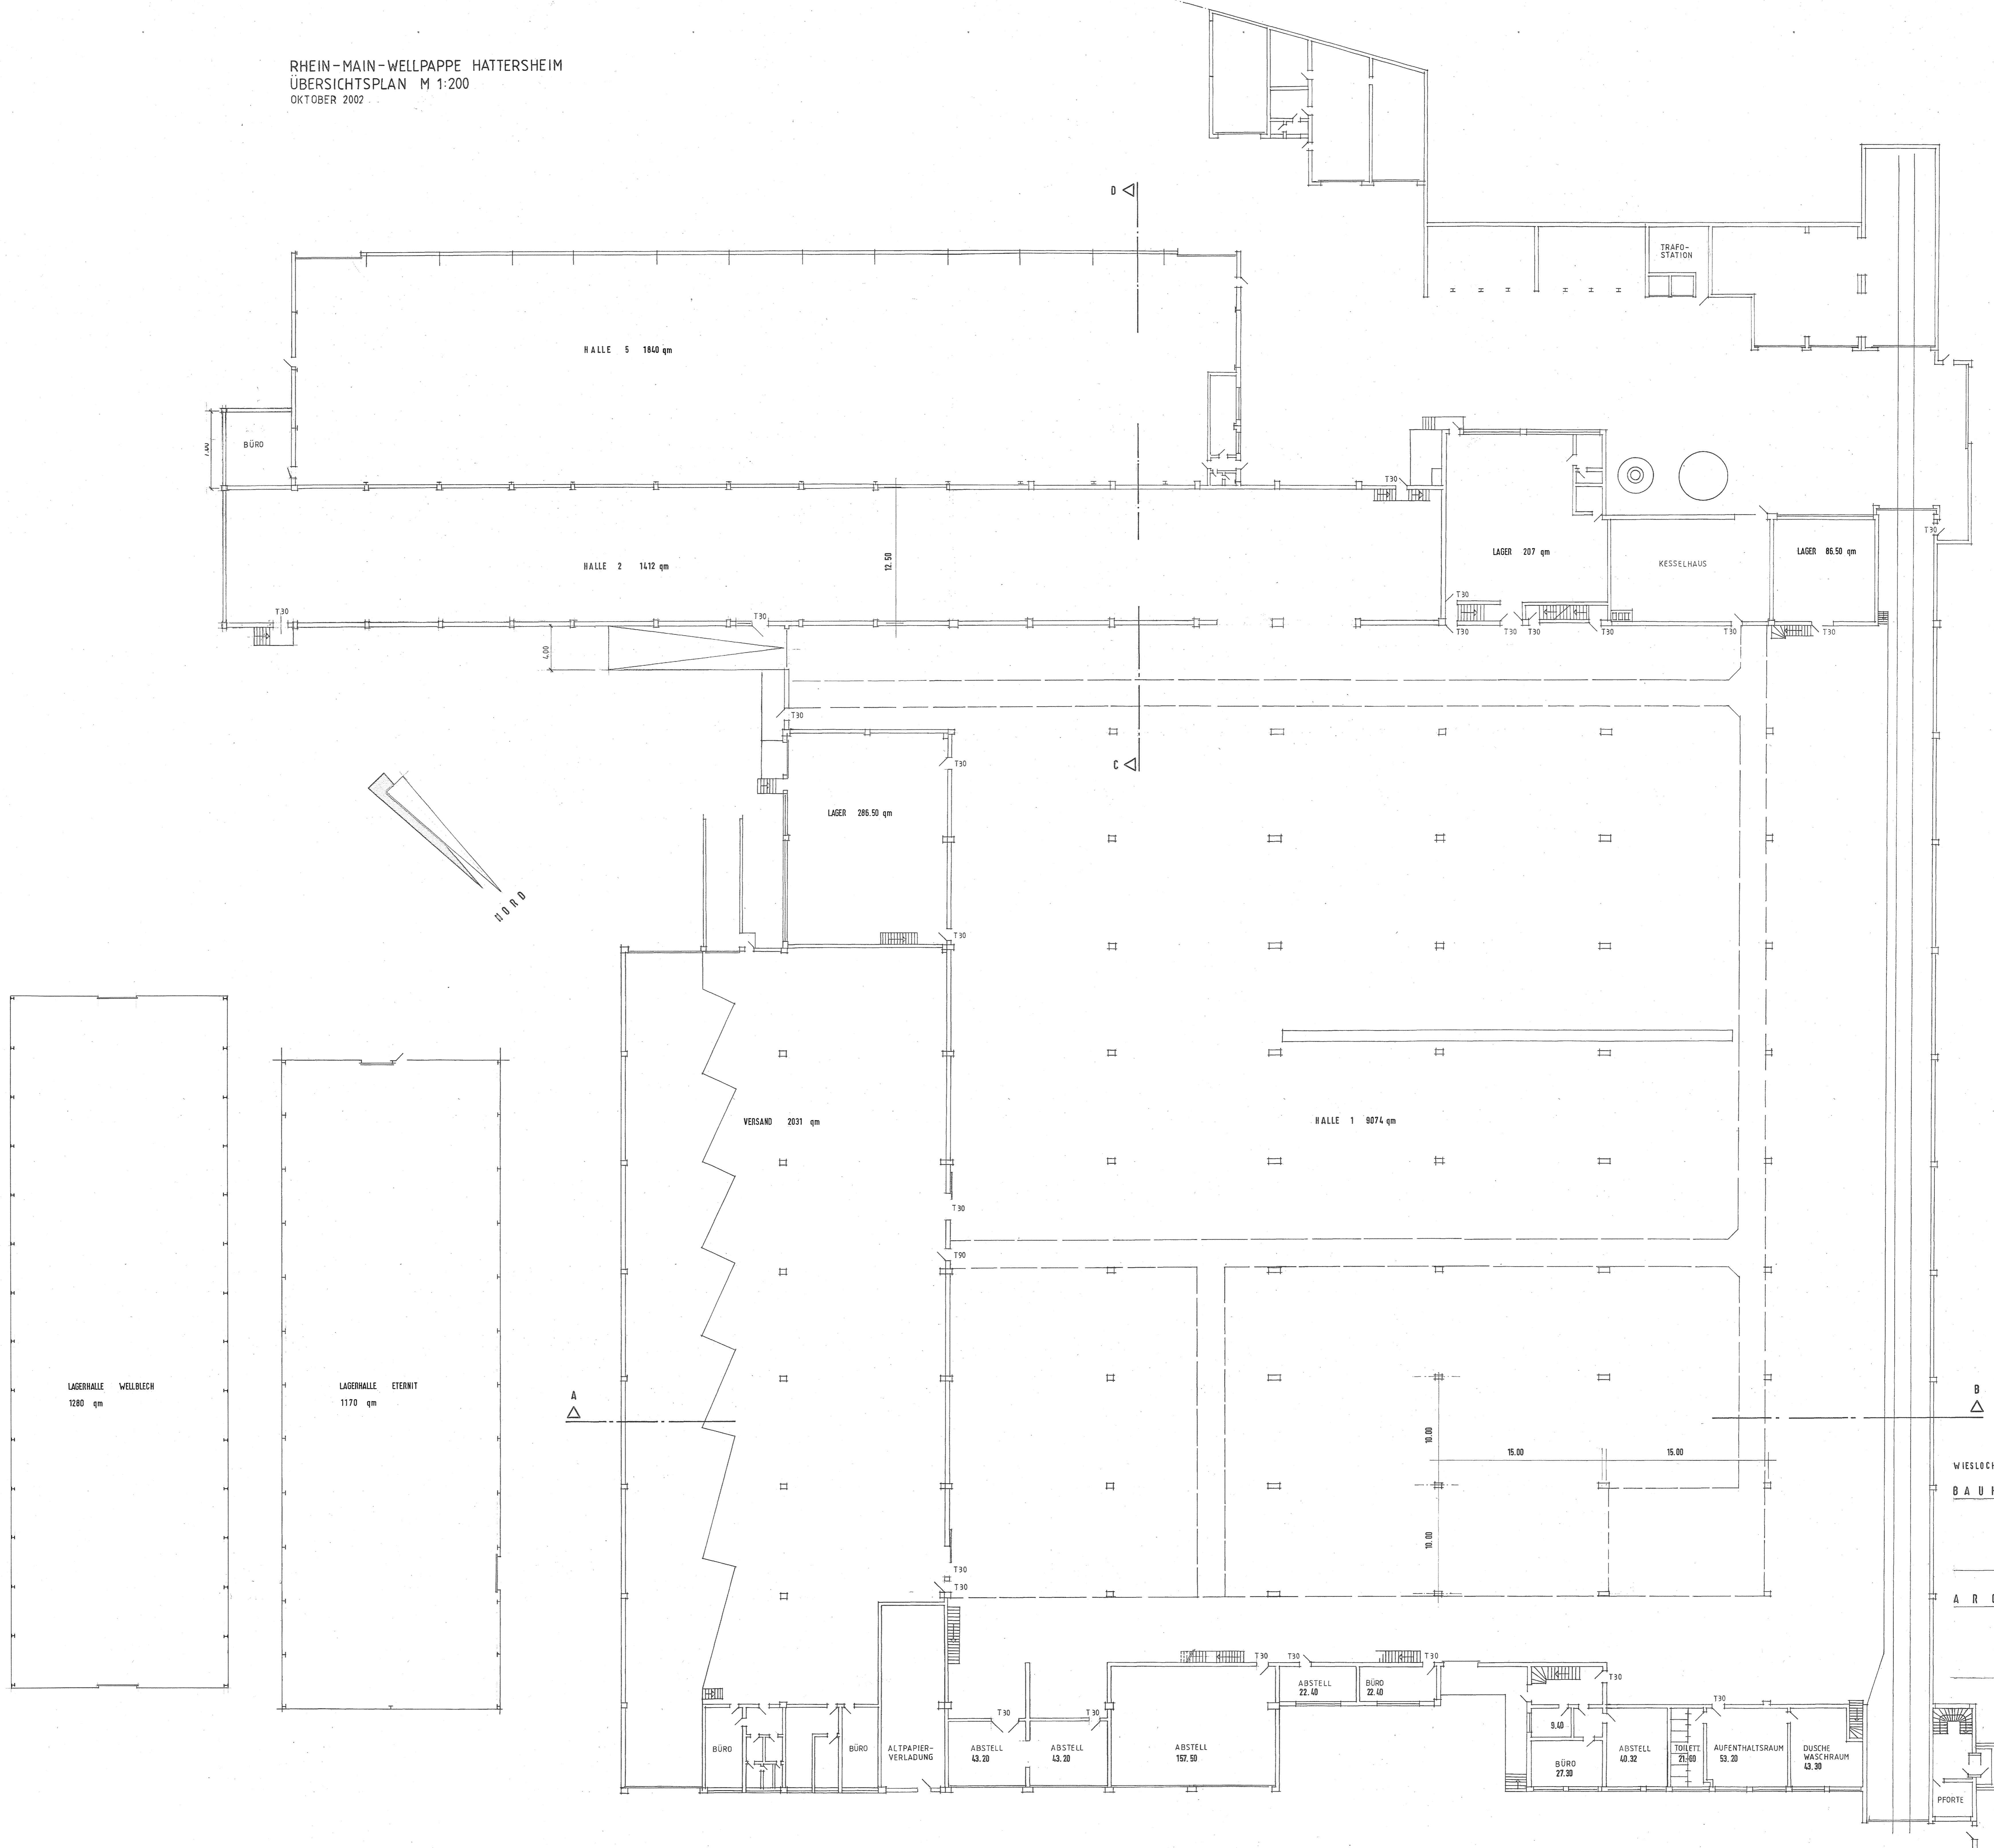 RHEIN-MAIN-WELLPAPPE HATTERSHEIM
ÜBERSICHTSPLAN M 1:200
OKTOBER 2002
D
TRAFO-
STATION
HALLE 5 1840 qm
BÜRO
7.00
T30
T30
LAGER 207 qm
LAGER 86.50 qm
KESSELHAUS
HALLE 2 1412 qm
12.50
T30
T30
T30
T30
T30
T30
T30
T30
T30
4.00
T30
C
T30
LAGER 286.50 qm
NORD
T30
VERSAND 2031 qm
HALLE 1 9074 qm
T30
T90
LAGERHALLE WELLBLECH
1280 qm
LAGERHALLE ETERNIT
1170 qm
A
B
10.00
15.00
15.00
WIESLOCH
10.00
T30
T30
T30
T30
T30
T30
T30
ABSTELL
22.40
BÜRO
22.40
T30
T30
9.40
BÜRO
BÜRO
ALTPAPIER-
VERLADUNG
ABSTELL
43.20
ABSTELL
43.20
ABSTELL
157.50
BÜRO
27.30
ABSTELL
40.32
TOILETT.
21.60
AUFENTHALTSRAUM
53.20
DUSCHE
WASCHRAUM
43.30
PFORTE